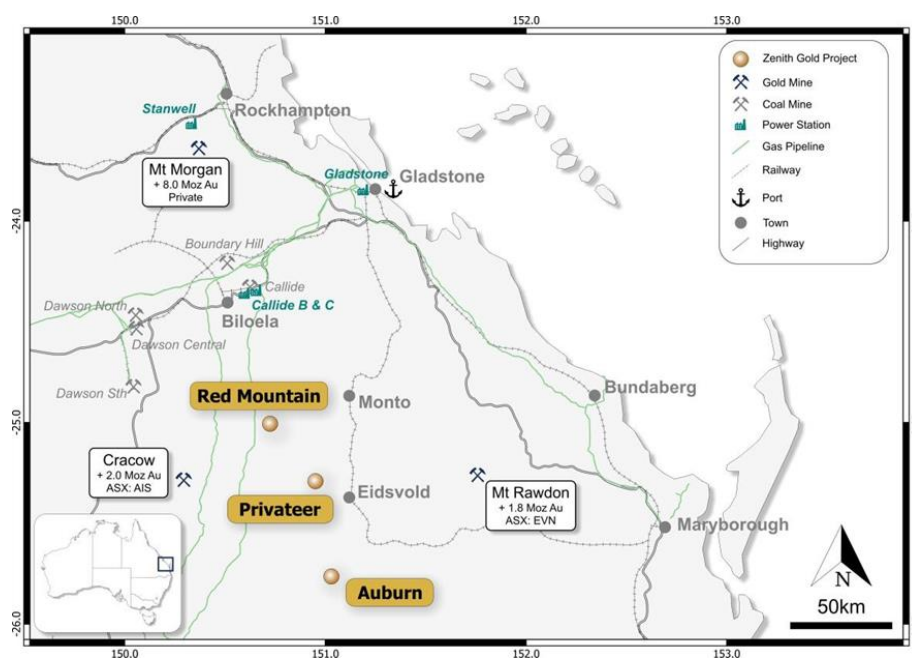 150.0
151.0
152.0
153.0
Zenith Gold Project
Gold Mine
Coal Mine
Power Station
Gas Pipeline
Railway
Port
Town
Highway
Rockhampton
Stanwell
Mt Morgan
+ 8.0 Moz Au
Private
Gladstone
Gladstone
-24.0
Boundary Hill
Callide
Callide B & C
Biloela
Dawson North
Dawson Central
Dawson Sth
Red Mountain
Monto
Bundaberg
-25.0
Cracow
+ 2.0 Moz Au
ASX: AIS
Privateer
Eidsvold
Mt Rawdon
+ 1.8 Moz Au
ASX: EVN
Maryborough
Auburn
N
50km
-26.0
150.0
151.0
152.0
153.0